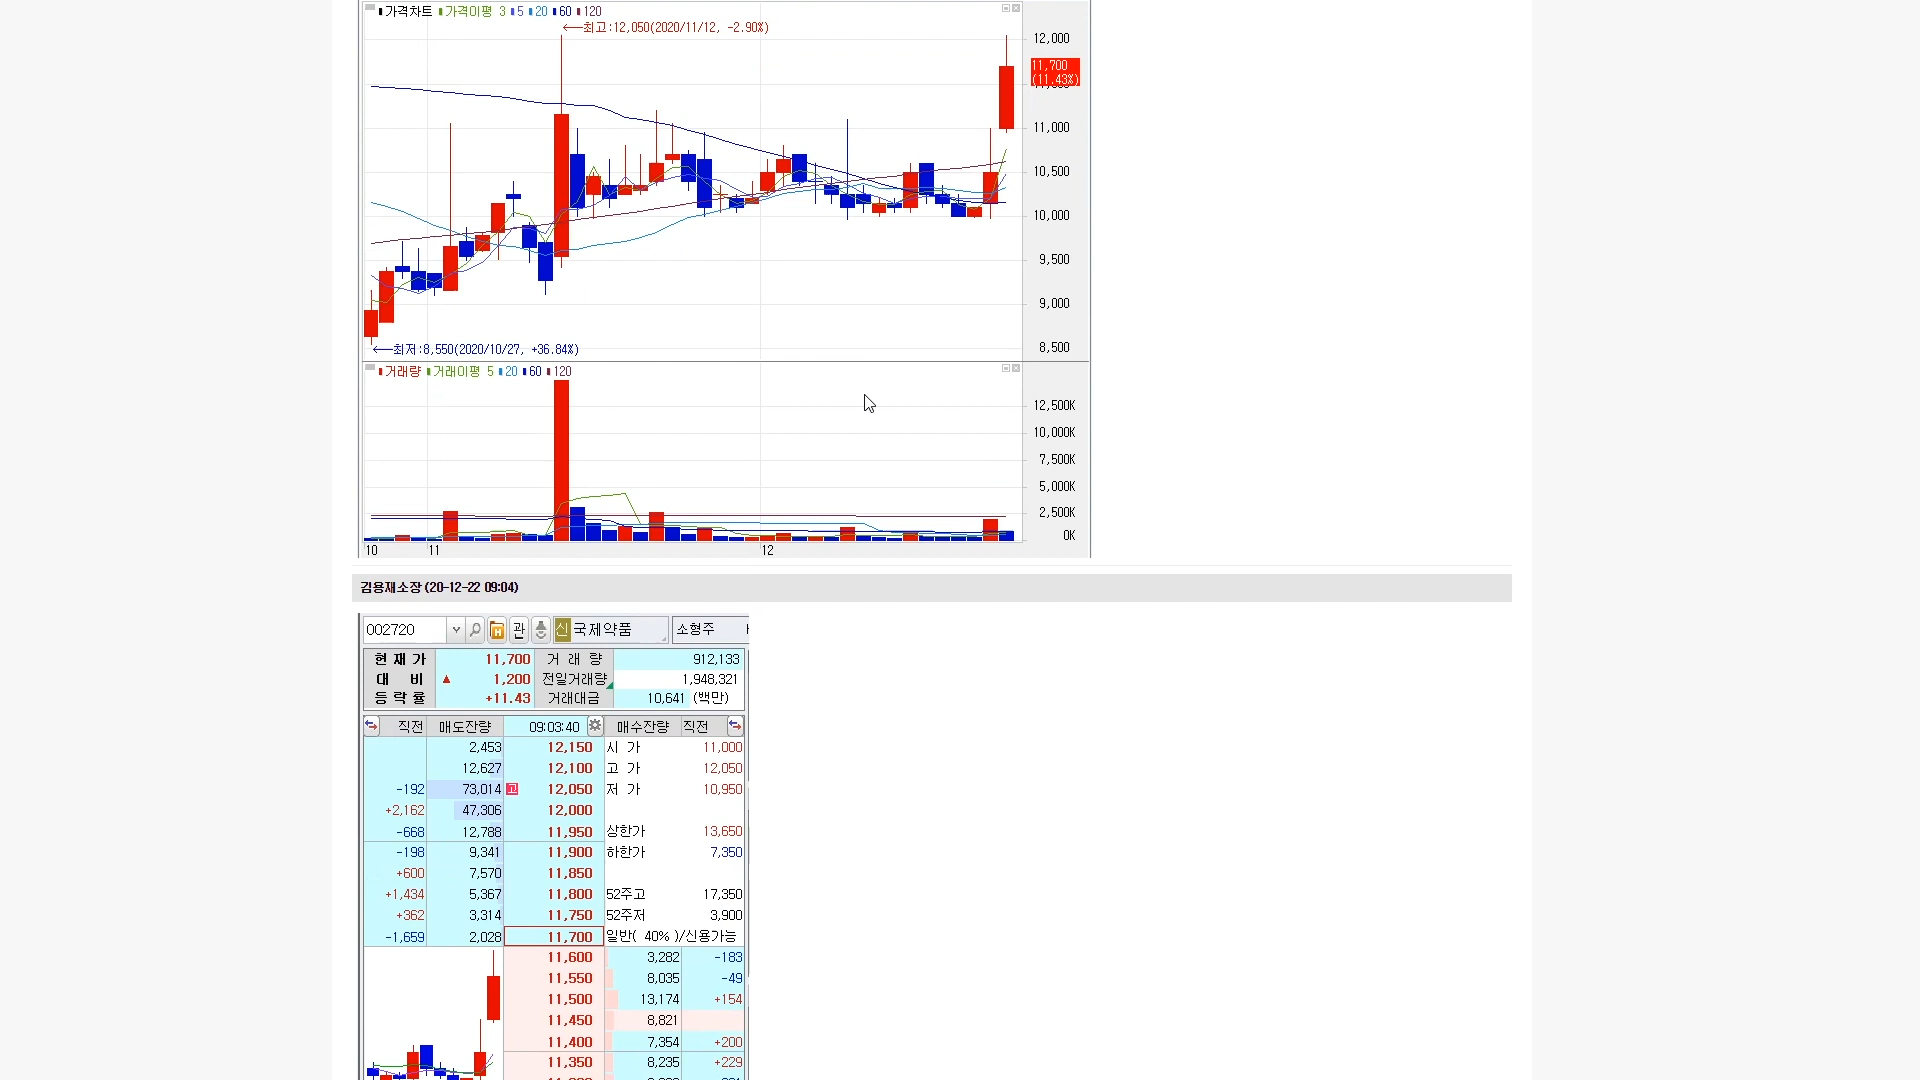 가격차트 가격이평 3 5 20 60 120
최고:12,050(2020/11/12, -2.90%)
12,000
11,700
(11.43%)
11,000
10,500
10,000
9,500
9,000
최저:8,550(2020/10/27, +36.84%)
8,500
거래량 거래이평 5 20 60 120
12,500K
10,000K
7,500K
5,000K
2,500K
0K
10 11 12
김용재소장 (20-12-22 09:04)
002720 관 신 국제약품 소형주
현재가 11,700 거래량 912,133
대비 ▲ 1,200 전일거래량 1,948,321
등락률 +11.43 거래대금 10,641 (백만)
직전 매도잔량 09:03:40 매수잔량 직전
2,453 12,150 시가 11,000
12,627 12,100 고가 12,050
-192 73,014 고 12,050 저가 10,950
+2,162 47,306 12,000
-668 12,788 11,950 상한가 13,650
-198 9,341 11,900 하한가 7,350
+600 7,570 11,850
+1,434 5,367 11,800 52주고 17,350
+362 3,314 11,750 52주저 3,900
-1,659 2,028 11,700 일반( 40% )/신용가능
11,600 3,282 -183
11,550 8,035 -49
11,500 13,174 +154
11,450 8,821
11,400 7,354 +200
11,350 8,235 +229